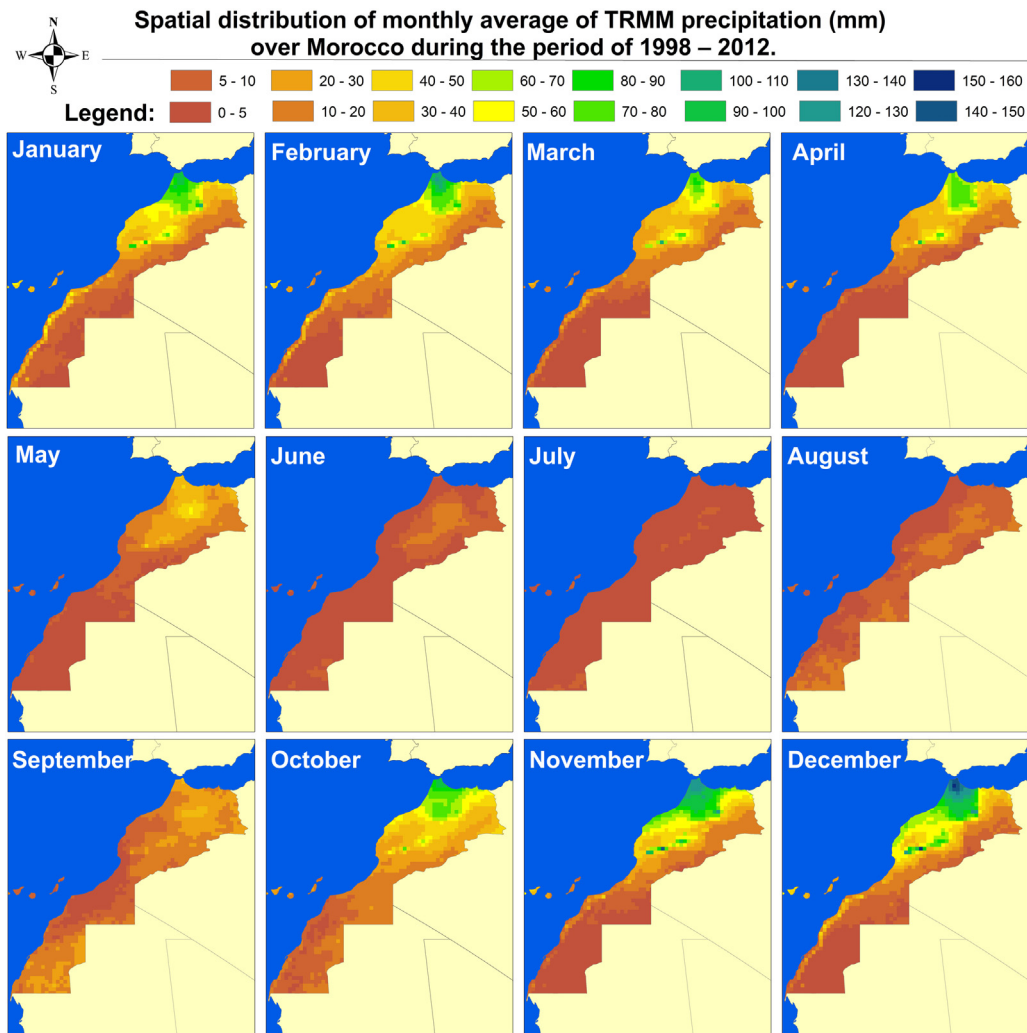 Spatial distribution of monthly average of TRMM precipitation (mm)
over Morocco during the period of 1998 – 2012.
N
W
E
S
5 - 10
20 - 30
40 - 50
60 - 70
80 - 90
100 - 110
130 - 140
150 - 160
Legend:
0 - 5
10 - 20
30 - 40
50 - 60
70 - 80
90 - 100
120 - 130
140 - 150
January
February
March
April
May
June
July
August
September
October
November
December